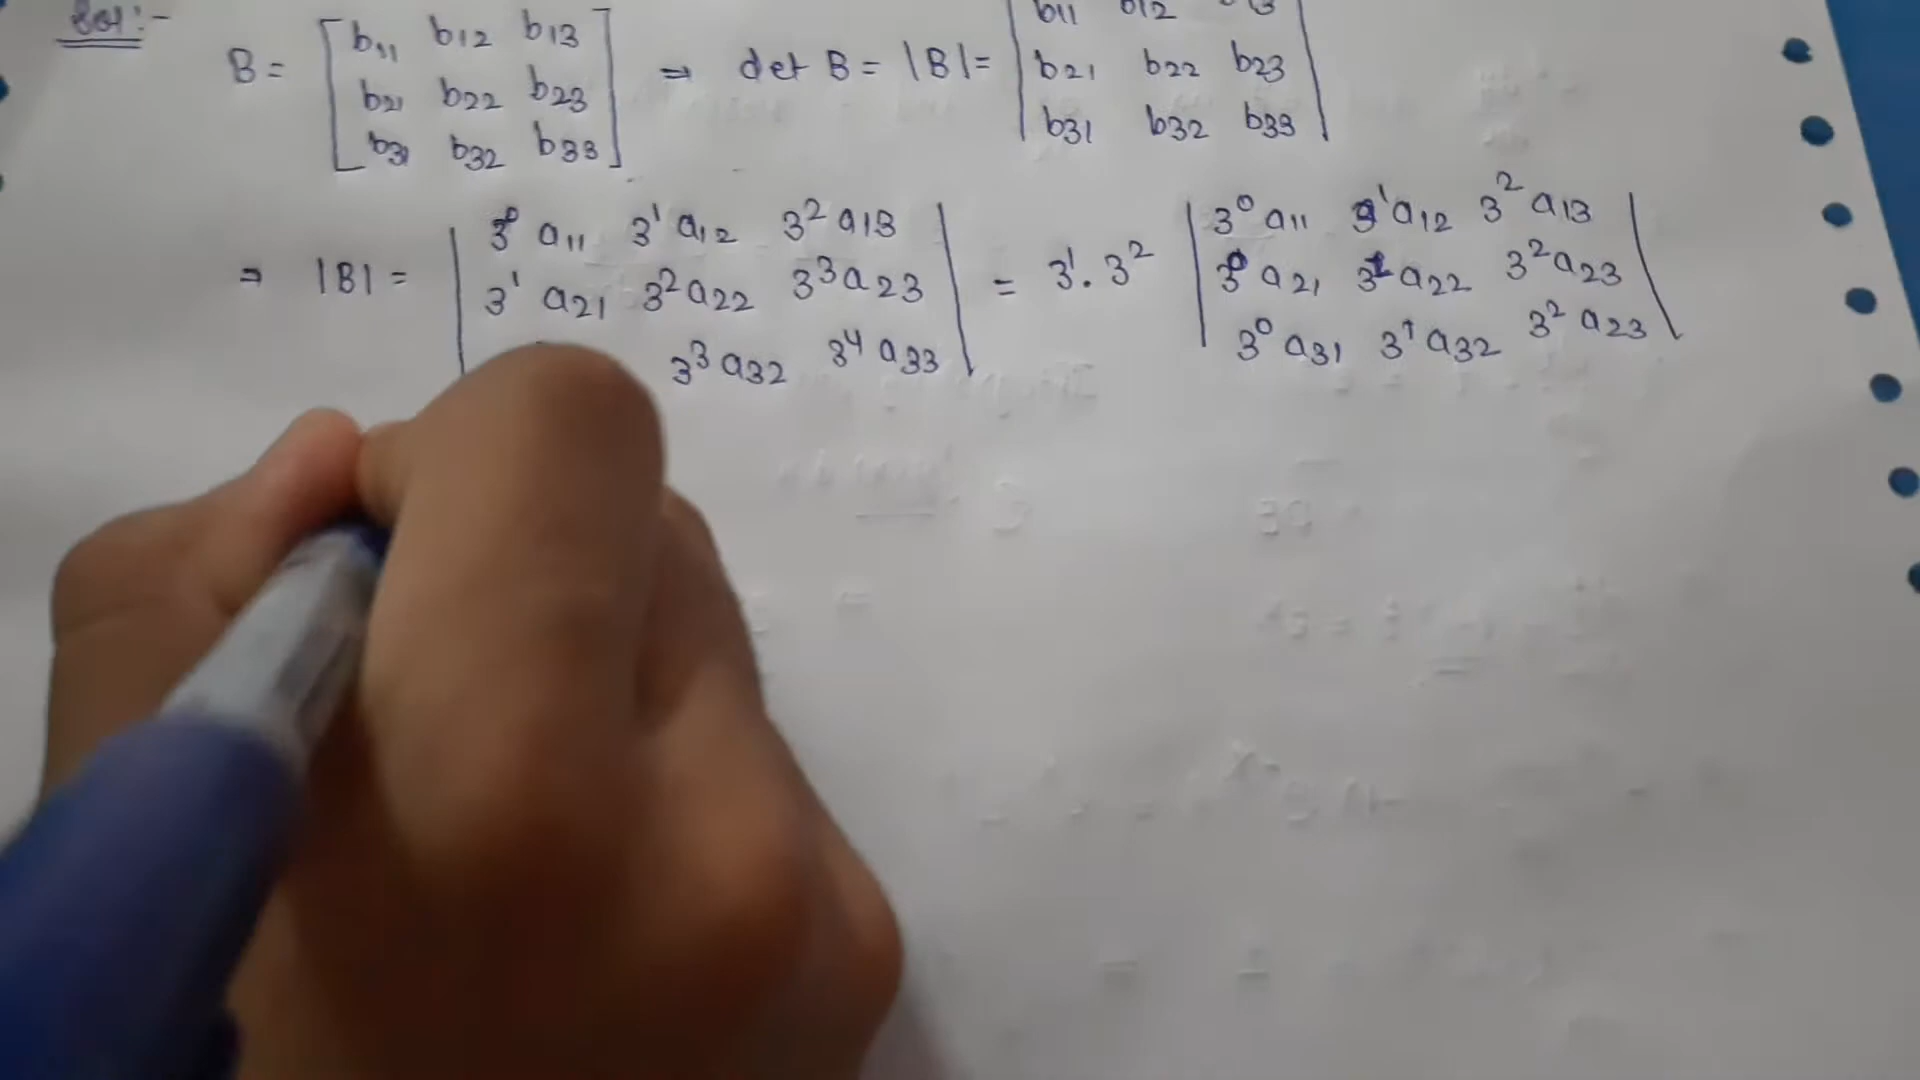 Sol:-
B = [ b11 b12 b13 ⇒ det B = |B| = | b11 b12
b21 b22 b23 b21 b22 b23
b31 b32 b33 ] b31 b32 b33 |
⇒ |B| = | 3⁰ a11 3¹ a12 3² a13 = 3¹. 3² | 3⁰ a11 3¹ a12 3² a13
3¹ a21 3² a22 3³ a23 3⁰ a21 3¹ a22 3² a23
3³ a32 3⁴ a33 | 3⁰ a31 3¹ a32 3² a23 |